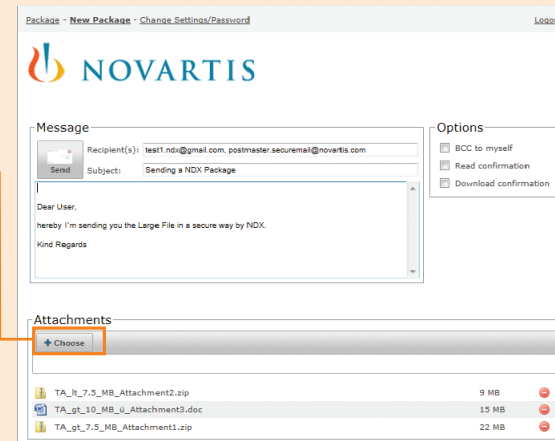 Package - New Package - Change Settings/Password
NOVARTIS
Message
Options
Recipient(s): test1.ndx@gmail.com, postmaster.securemail@novartis.com
BCC to myself
Send
Subject: Sending a NDX Package
Read confirmation
Download confirmation
Dear User,
hereby I'm sending you the Large File in a secure way by NDX.
Kind Regards
Attachments
+ Choose
TA_lt_7.5_MB_Attachment2.zip 9 MB
TA_gt_10_MB_ü_Attachment3.doc 15 MB
TA_gt_7.5_MB_Attachment1.zip 22 MB